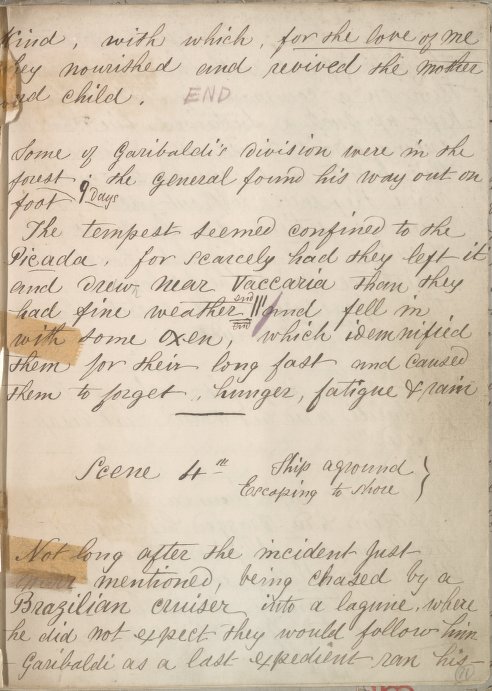 kind, with which, for the love of me
they nourished and revived the mother
and child. END
Some of Garibaldi's division were in the
forest 9 Days the General found his way out on
foot
The tempest seemed confined to the
Picada, for scarcely had they left it
and drew near Vaccaria than they
had fine weather end and fell in
with some oxen, which idemnified
them for their long fast and caused
them to forget, hunger, fatigue & rain
Scene 4th Ship aground
Escaping to shore }
Not long after the incident Just
mentioned, being chased by a
Brazilian cruiser into a lagune, where
he did not expect they would follow him
- Garibaldi as a last expedient ran his -